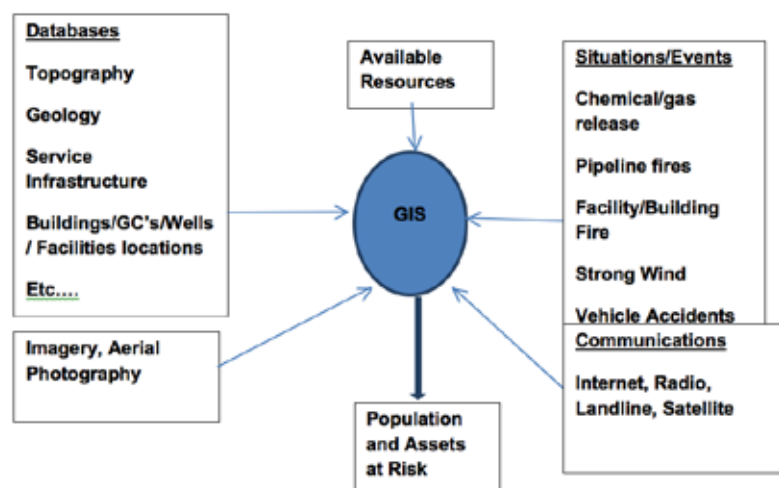 Databases
Topography
Geology
Service
Infrastructure
Buildings/GC's/Wells
/ Facilities locations
Etc....
Imagery, Aerial
Photography
Available
Resources
GIS
Population
and Assets
at Risk
Situations/Events
Chemical/gas
release
Pipeline fires
Facility/Building
Fire
Strong Wind
Vehicle Accidents
Communications
Internet, Radio,
Landline, Satellite